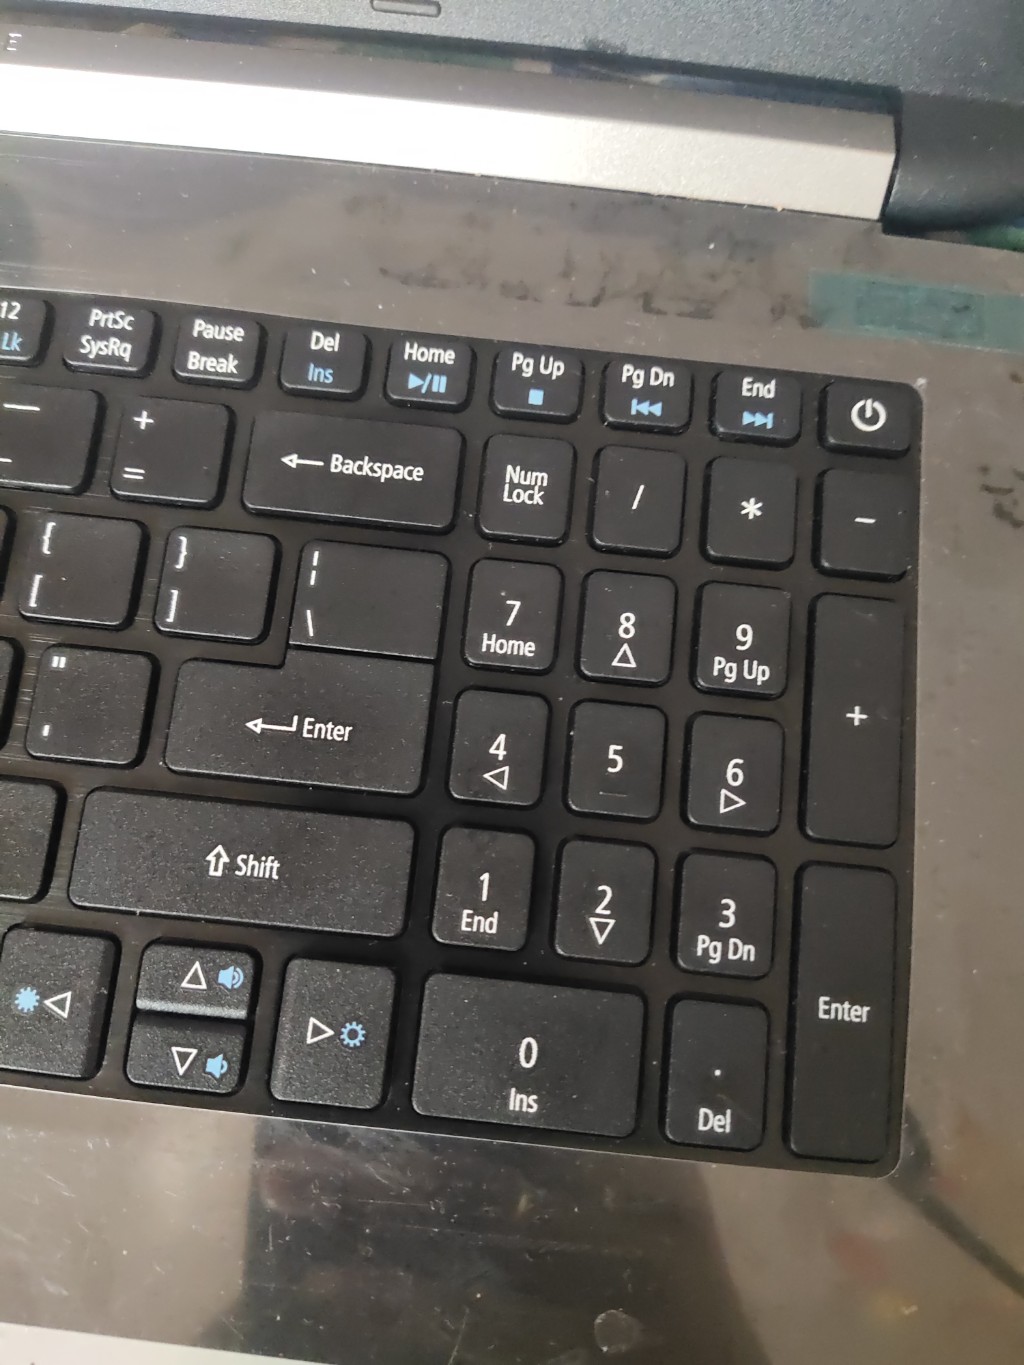 E
12
Lk
PrtSc
SysRq
Pause
Break
Del
Ins
Home
Pg Up
Pg Dn
End
+
=
Backspace
Num
Lock
/
*
-
{
[
}
]
¦
\
7
Home
8
9
Pg Up
+
"
'
Enter
4
5
6
Shift
1
End
2
3
Pg Dn
Enter
0
Ins
.
Del